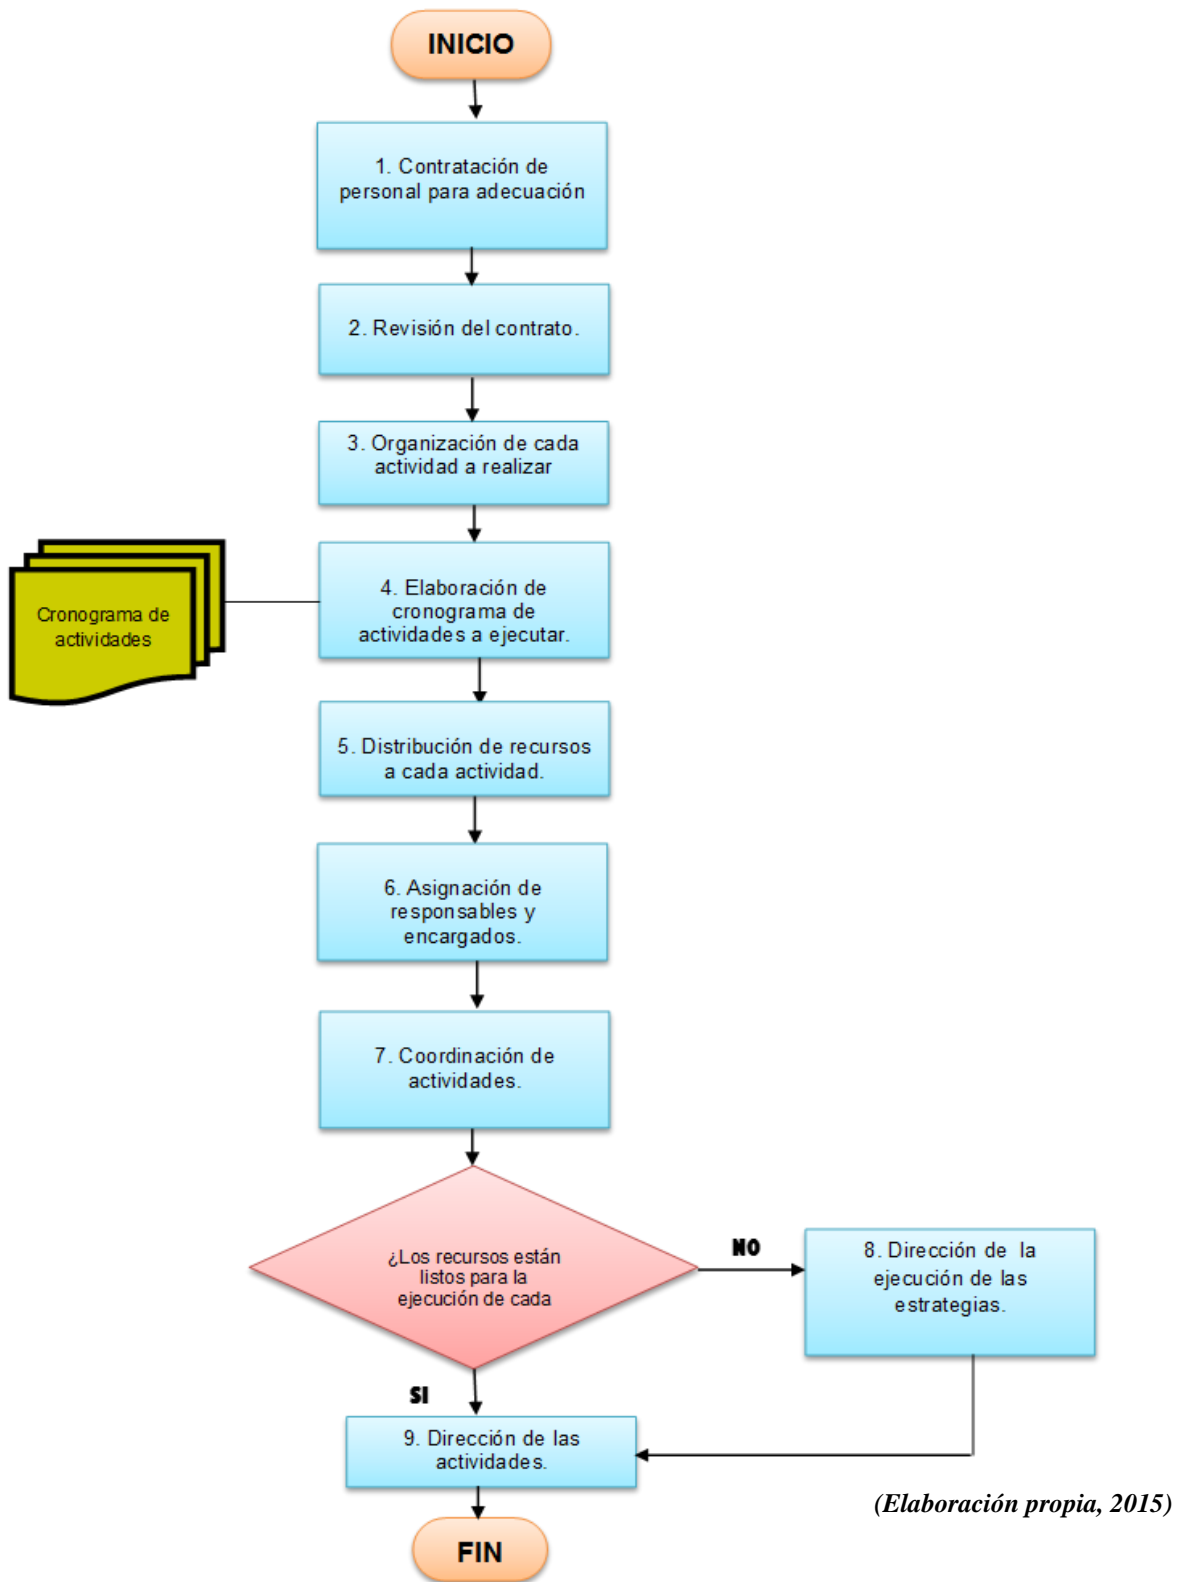 INICIO
1. Contratación de
personal para adecuación
2. Revisión del contrato.
3. Organización de cada
actividad a realizar
Cronograma de
actividades
4. Elaboración de
cronograma de
actividades a ejecutar.
5. Distribución de recursos
a cada actividad.
6. Asignación de
responsables y
encargados.
7. Coordinación de
actividades.
¿Los recursos están
listos para la
ejecución de cada
NO
8. Dirección de la
ejecución de las
estrategias.
SI
9. Dirección de las
actividades.
(Elaboración propia, 2015)
FIN